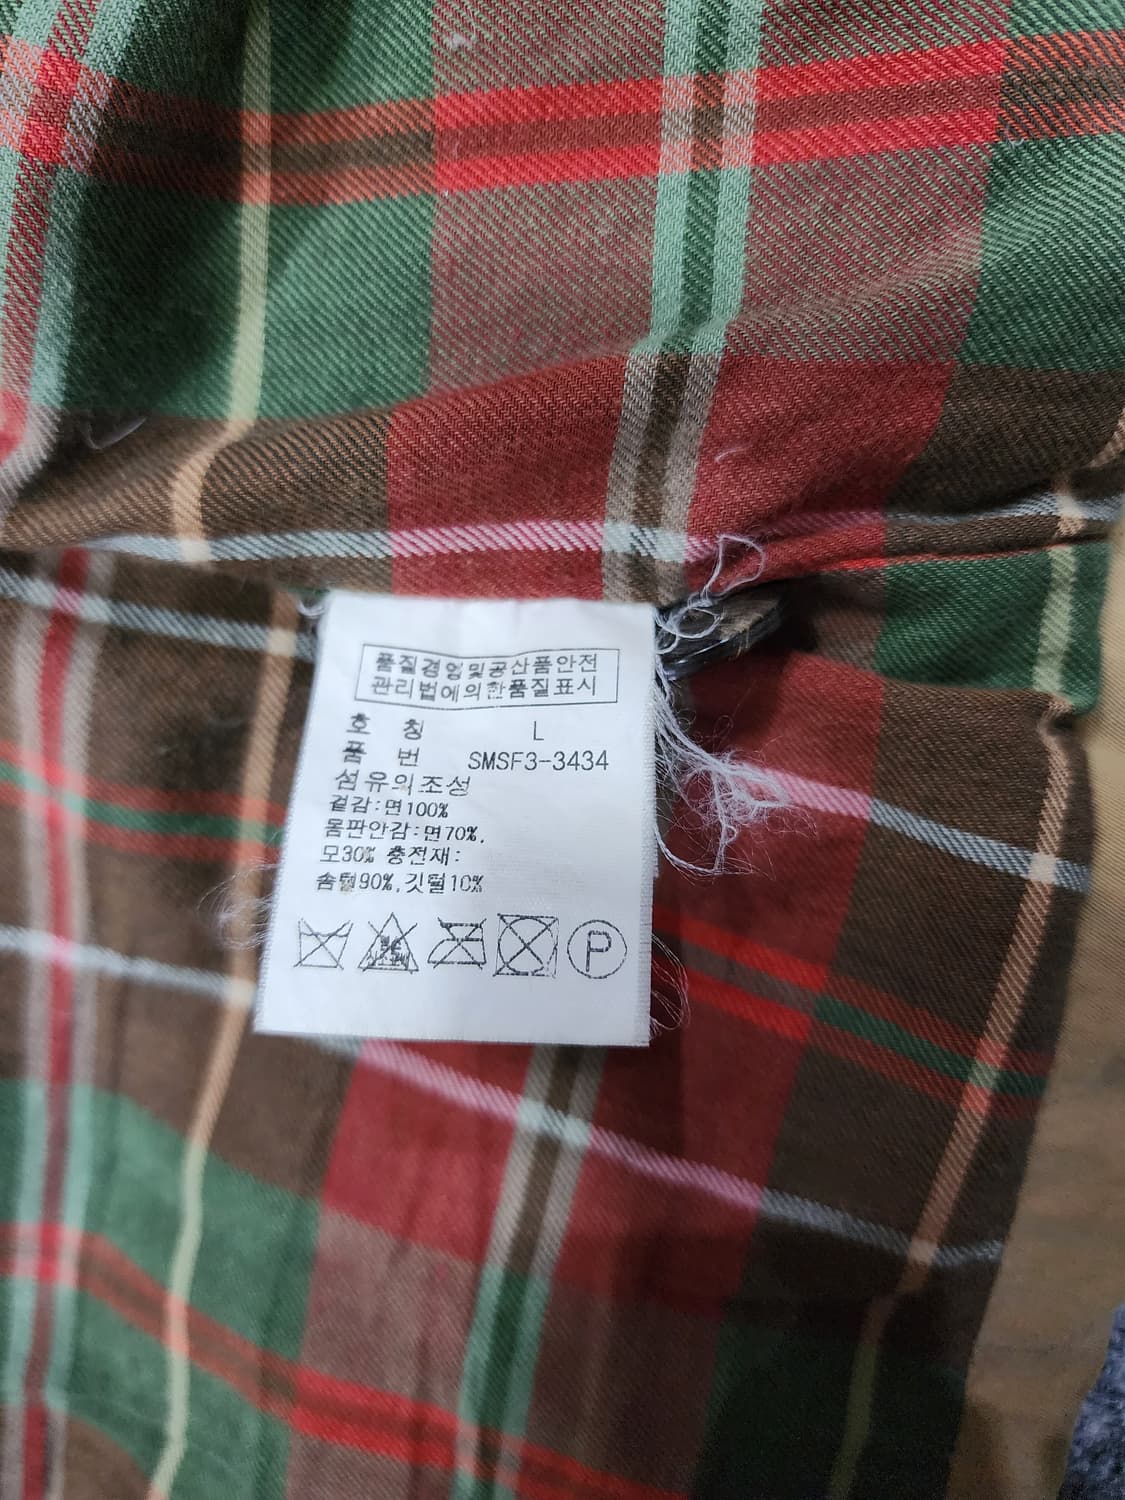 품질경영및공산품안전
관리법에의한품질표시
호 칭 L
품 번 SMSF3-3434
섬유의조성
겉감:면100%
몸판안감:면70%,
모30% 충전재:
솜털90%,깃털10%
P